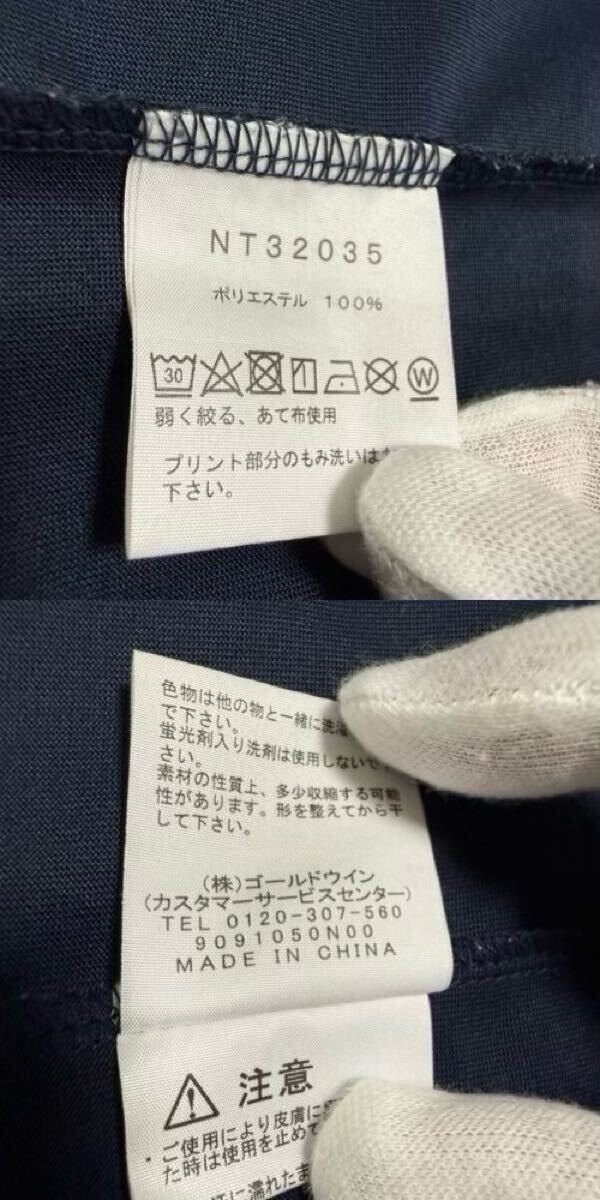 NT32035
ポリエステル 100%
30
W
弱く絞る、あて布使用
プリント部分のもみ洗いは
下さい。
色物は他の物と一緒に洗濯
で下さい。
蛍光剤入り洗剤は使用しないで
さい。
素材の性質上、多少収縮する可能
性があります。形を整えてから干
して下さい。
(株)ゴールドウイン
(カスタマーサービスセンター)
TEL 0120-307-560
9091050N00
MADE IN CHINA
注意
・ご使用により皮膚に
た時は使用を止めて
に濡れたま